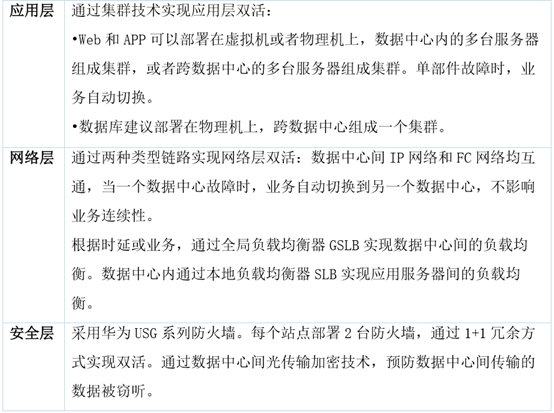 应用层 通过集群技术实现应用层双活：
•Web 和 APP 可以部署在虚拟机或者物理机上，数据中心内的多台服务器
组成集群，或者跨数据中心的多台服务器组成集群。单部件故障时，业
务自动切换。
•数据库建议部署在物理机上，跨数据中心组成一个集群。
网络层 通过两种类型链路实现网络层双活：数据中心间 IP 网络和 FC 网络均互
通，当一个数据中心故障时，业务自动切换到另一个数据中心，不影响
业务连续性。
根据时延或业务，通过全局负载均衡器 GSLB 实现数据中心间的负载均
衡。数据中心内通过本地负载均衡器 SLB 实现应用服务器间的负载均
衡。
安全层 采用华为 USG 系列防火墙。每个站点部署 2 台防火墙，通过 1+1 冗余方
式实现双活。通过数据中心间光传输加密技术，预防数据中心间传输的
数据被窃听。